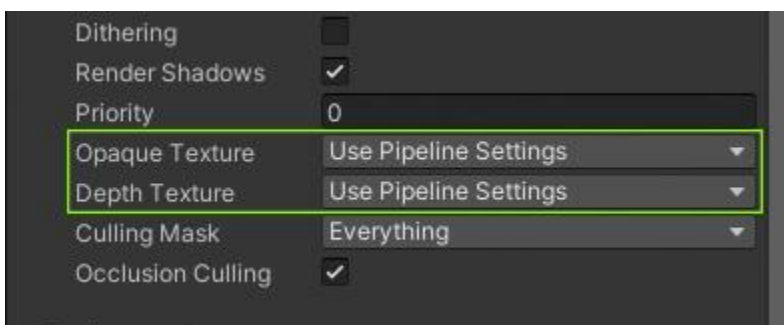 Dithering
Render Shadows
Priority 0
Opaque Texture Use Pipeline Settings
Depth Texture Use Pipeline Settings
Culling Mask Everything
Occlusion Culling